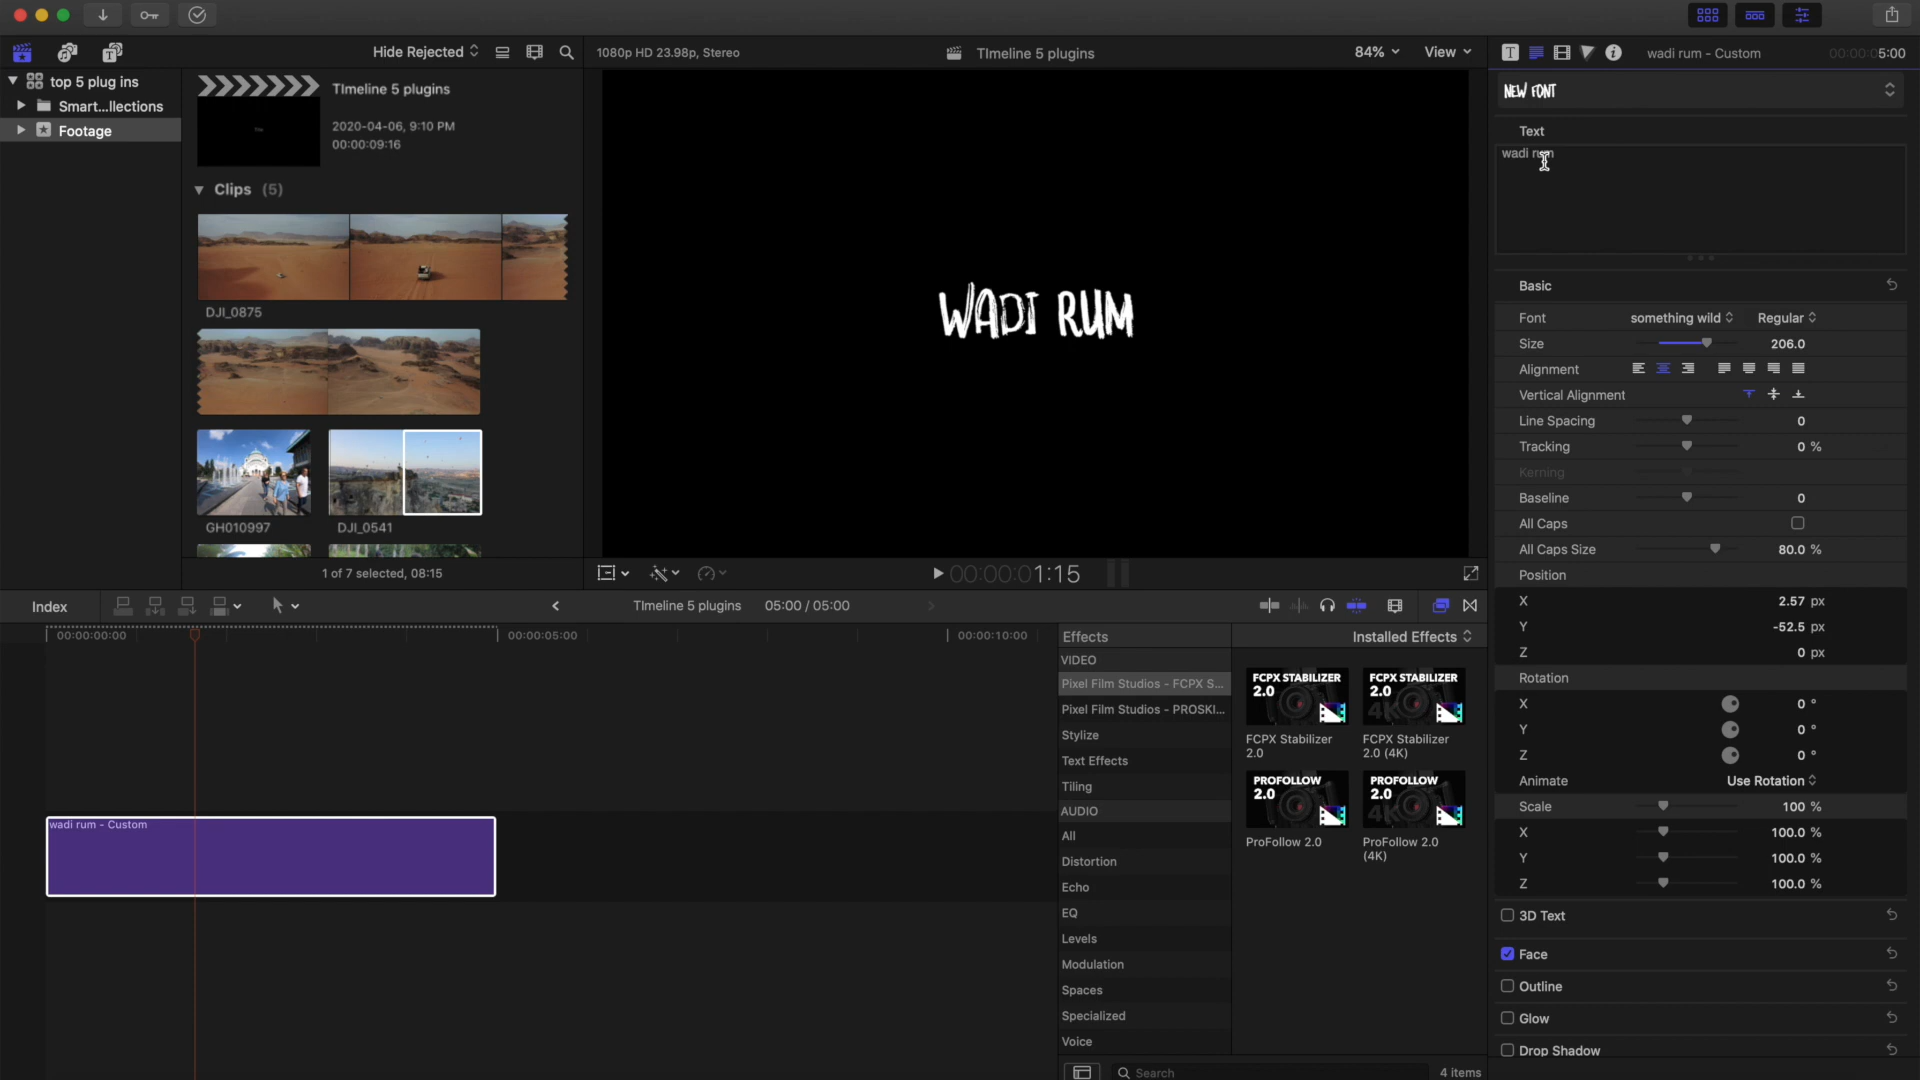 Hide Rejected
1080p HD 23.98p, Stereo
TImeline 5 plugins
84%
View
wadi rum - Custom
00:00:05:00
top 5 plug ins
Smart...llections
Footage
TImeline 5 plugins
2020-04-06, 9:10 PM
00:00:09:16
Clips (5)
DJI_0875
GH010997
DJI_0541
1 of 7 selected, 08:15
WADI RUM
00:00:01:15
NEW FONT
Text
wadi rum
Basic
Font something wild Regular
Size 206.0
Alignment
Vertical Alignment
Line Spacing 0
Tracking 0 %
Kerning
Baseline 0
All Caps
All Caps Size 80.0 %
Position
X 2.57 px
Y -52.5 px
Z 0 px
Rotation
X 0 °
Y 0 °
Z 0 °
Animate Use Rotation
Scale 100 %
X 100.0 %
Y 100.0 %
Z 100.0 %
3D Text
Face
Outline
Glow
Drop Shadow
Index
TImeline 5 plugins 05:00 / 05:00
00:00:00:00
00:00:05:00
00:00:10:00
wadi rum - Custom
Effects
Installed Effects
VIDEO
Pixel Film Studios - FCPX S...
Pixel Film Studios - PROSKI...
Stylize
Text Effects
Tiling
AUDIO
All
Distortion
Echo
EQ
Levels
Modulation
Spaces
Specialized
Voice
FCPX STABILIZER
2.0
FCPX Stabilizer
2.0
FCPX STABILIZER
2.0
4K
FCPX Stabilizer
2.0 (4K)
PROFOLLOW
2.0
ProFollow 2.0
PROFOLLOW
2.0
4K
ProFollow 2.0
(4K)
Search
4 items